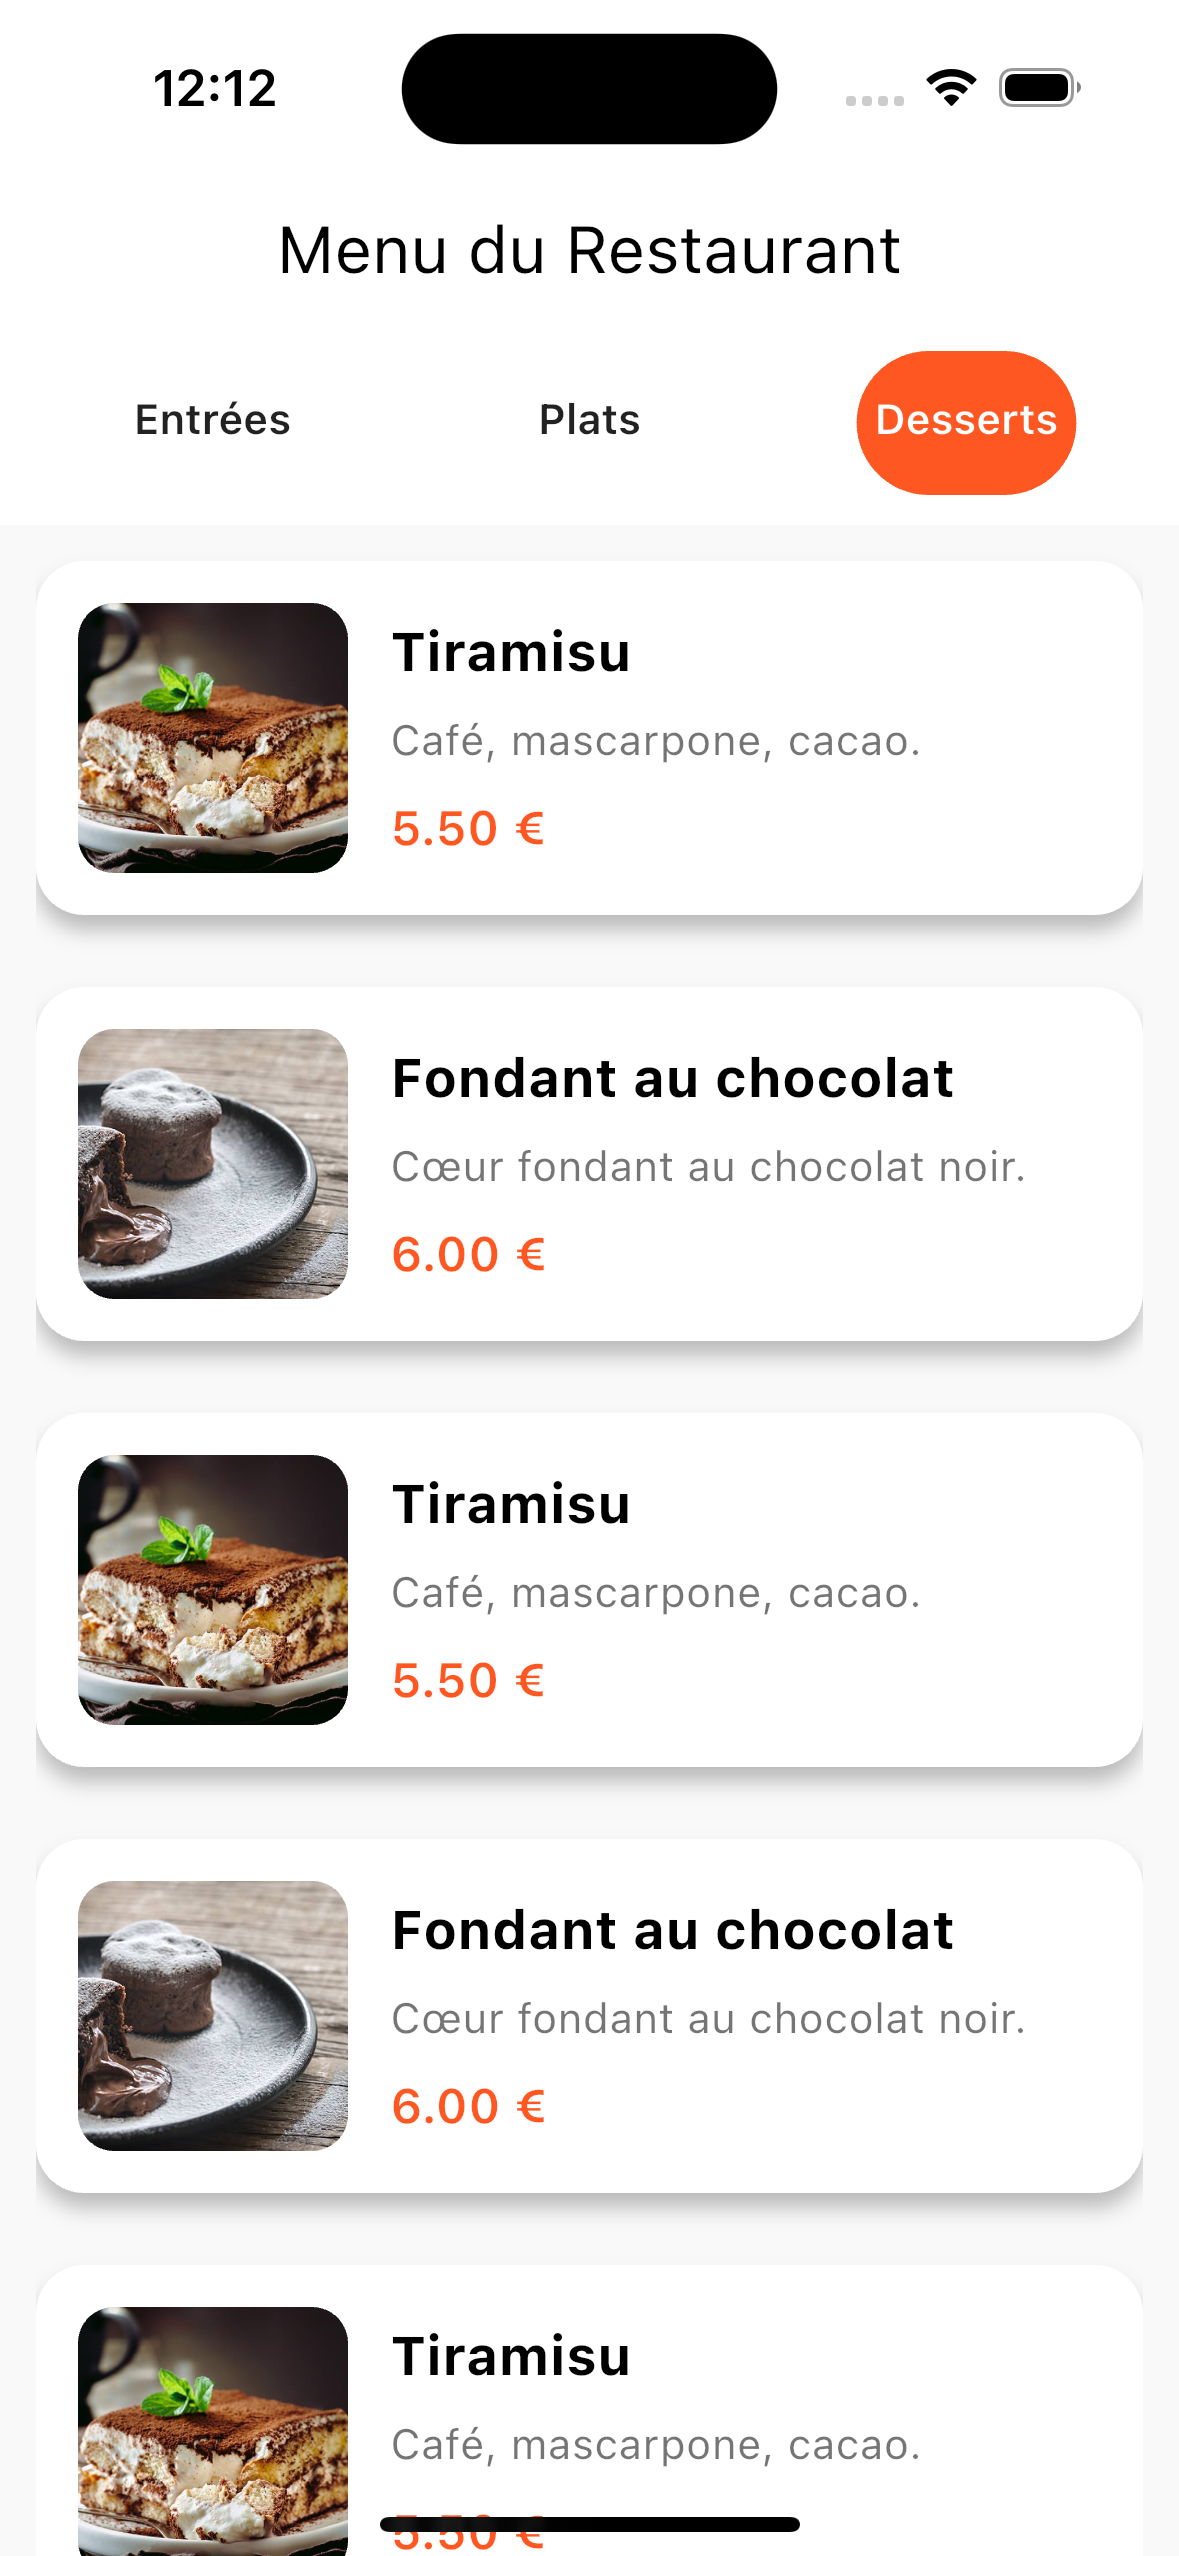 12:12
Menu du Restaurant
Entrées
Plats
Desserts
Tiramisu
Café, mascarpone, cacao.
5.50 €
Fondant au chocolat
Cœur fondant au chocolat noir.
6.00 €
Tiramisu
Café, mascarpone, cacao.
5.50 €
Fondant au chocolat
Cœur fondant au chocolat noir.
6.00 €
Tiramisu
Café, mascarpone, cacao.
5.50 €